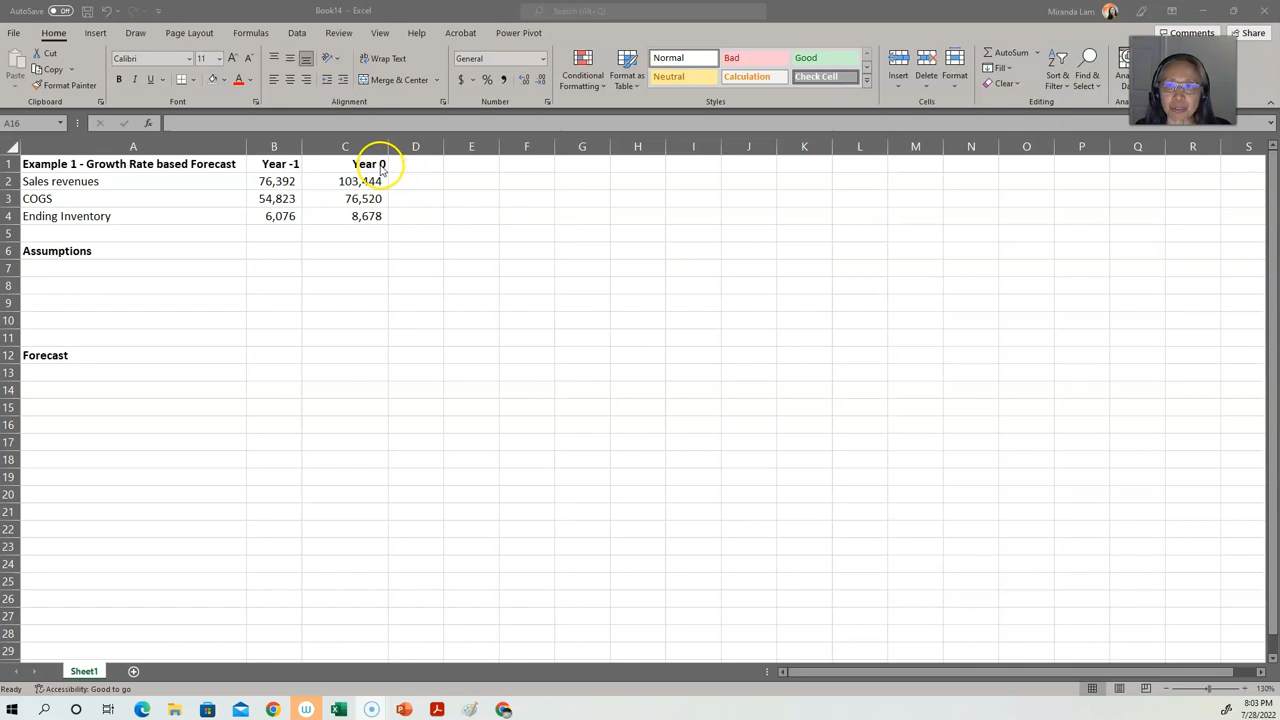 AutoSave Off Book14 - Excel Search (Alt+Q) Miranda Lam
File Home Insert Draw Page Layout Formulas Data Review View Help Acrobat Power Pivot Comments Share
Paste Cut Copy Format Painter Clipboard
Calibri 11 B I U A Font
Wrap Text Merge & Center Alignment
General $ % Number
Conditional Formatting Format as Table Normal Bad Good Neutral Calculation Check Cell Styles
Insert Delete Format Cells
AutoSum Fill Clear Sort & Filter Find & Select Editing
A16 fx
A B C D E F G H I J K L M N O P Q R S
1 Example 1 - Growth Rate based Forecast Year -1 Year 0
2 Sales revenues 76,392 103,444
3 COGS 54,823 76,520
4 Ending Inventory 6,076 8,678
5
6 Assumptions
7
8
9
10
11
12 Forecast
13
14
15
16
17
18
19
20
21
22
23
24
25
26
27
28
29
Sheet1
Ready Accessibility: Good to go 130%
8:03 PM
7/28/2022